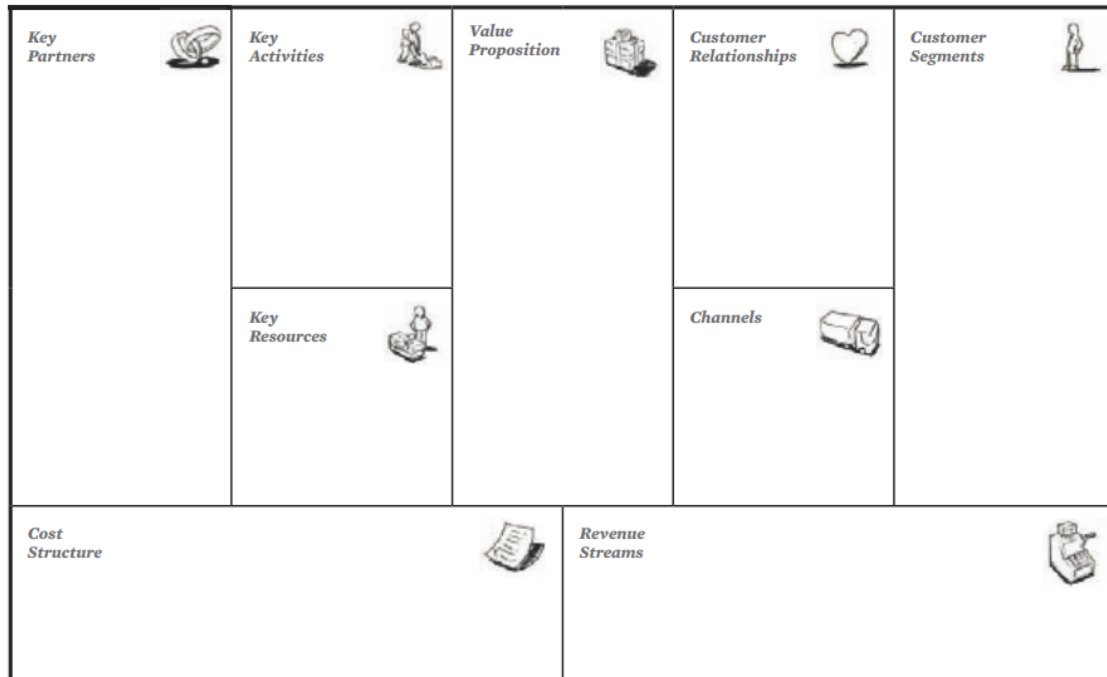 Key
Partners
Key
Activities
Value
Proposition
Customer
Relationships
Customer
Segments
Key
Resources
Channels
Cost
Structure
Revenue
Streams